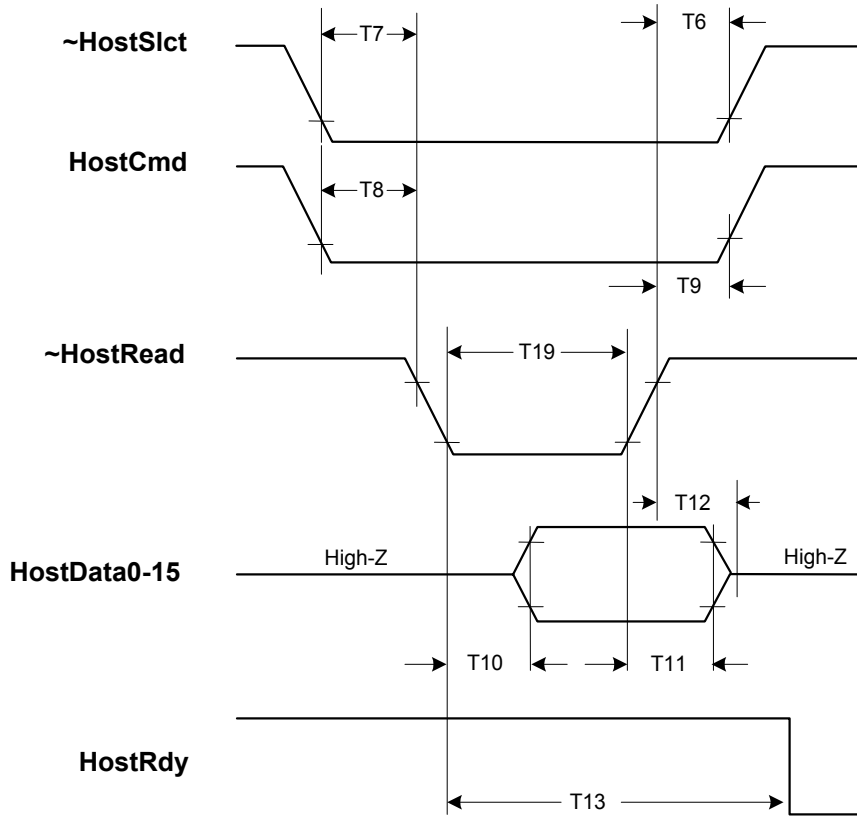 ~HostSlct
T7
T6
HostCmd
T8
T9
~HostRead
T19
T12
HostData0-15
High-Z
High-Z
T10
T11
HostRdy
T13